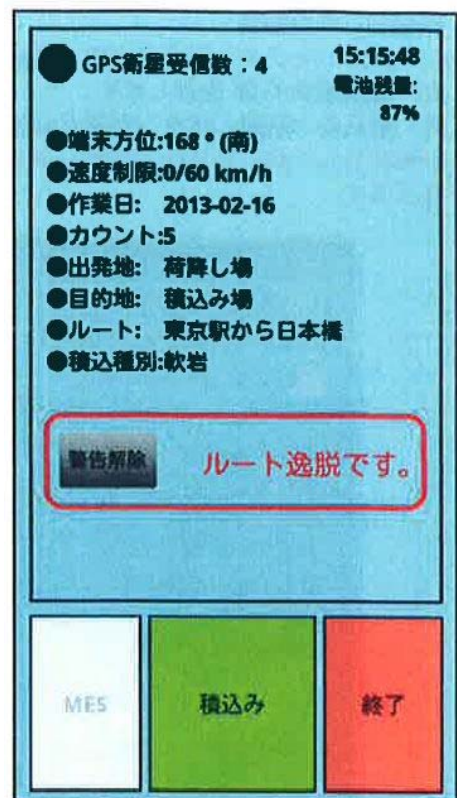 GPS衛星受信数：4
15:15:48
電池残量:
87%
●端末方位:168 ° (南)
●速度制限:0/60 km/h
●作業日: 2013-02-16
●カウント:5
●出発地: 荷降し場
●目的地: 積込み場
●ルート: 東京駅から日本橋
●積込種別:軟岩
警告解除
ルート逸脱です。
MES
積込み
終了